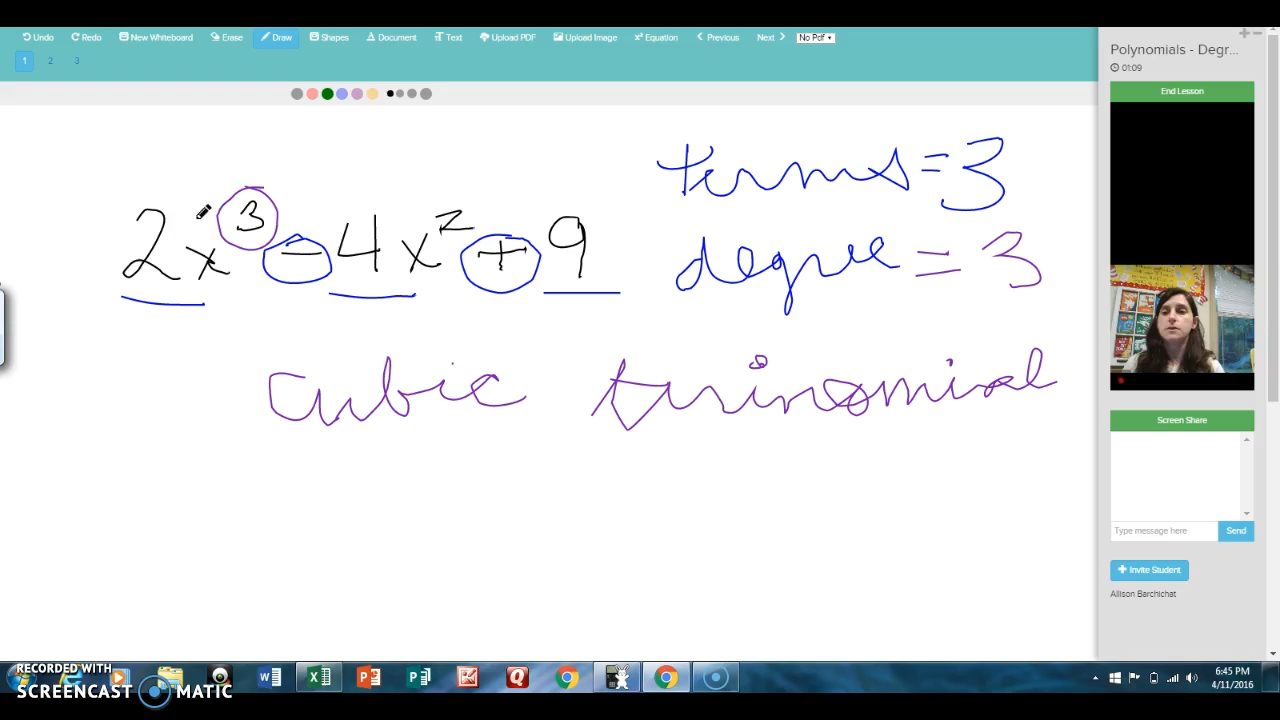 Undo Redo New Whiteboard Erase Draw Shapes Document Text Upload PDF Upload Image x² Equation Previous Next No Pdf
1 2 3
Polynomials - Degr...
01:09
End Lesson
terms = 3
2x³ - 4x² + 9
degree = 3
cubic trinomial
Screen Share
Type message here Send
Invite Student
Allison Barchichat
RECORDED WITH
SCREENCAST MATIC
6:45 PM
4/11/2016